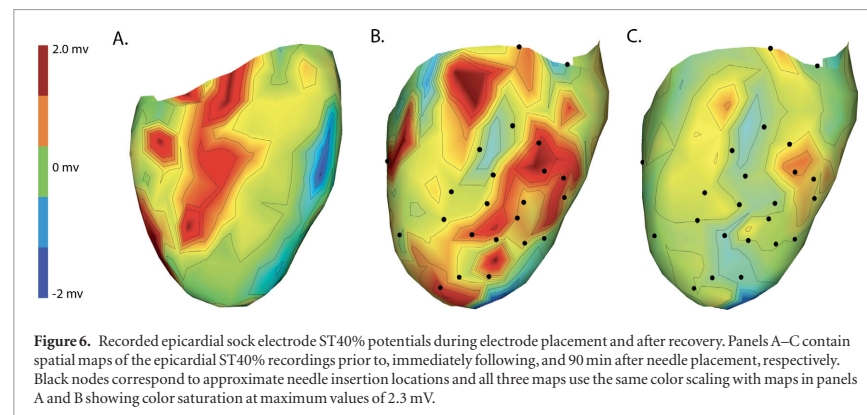 A.
B.
C.
2.0 mv
0 mv
-2 mv
Figure 6. Recorded epicardial sock electrode ST40% potentials during electrode placement and after recovery. Panels A–C contain
spatial maps of the epicardial ST40% recordings prior to, immediately following, and 90 min after needle placement, respectively.
Black nodes correspond to approximate needle insertion locations and all three maps use the same color scaling with maps in panels
A and B showing color saturation at maximum values of 2.3 mV.